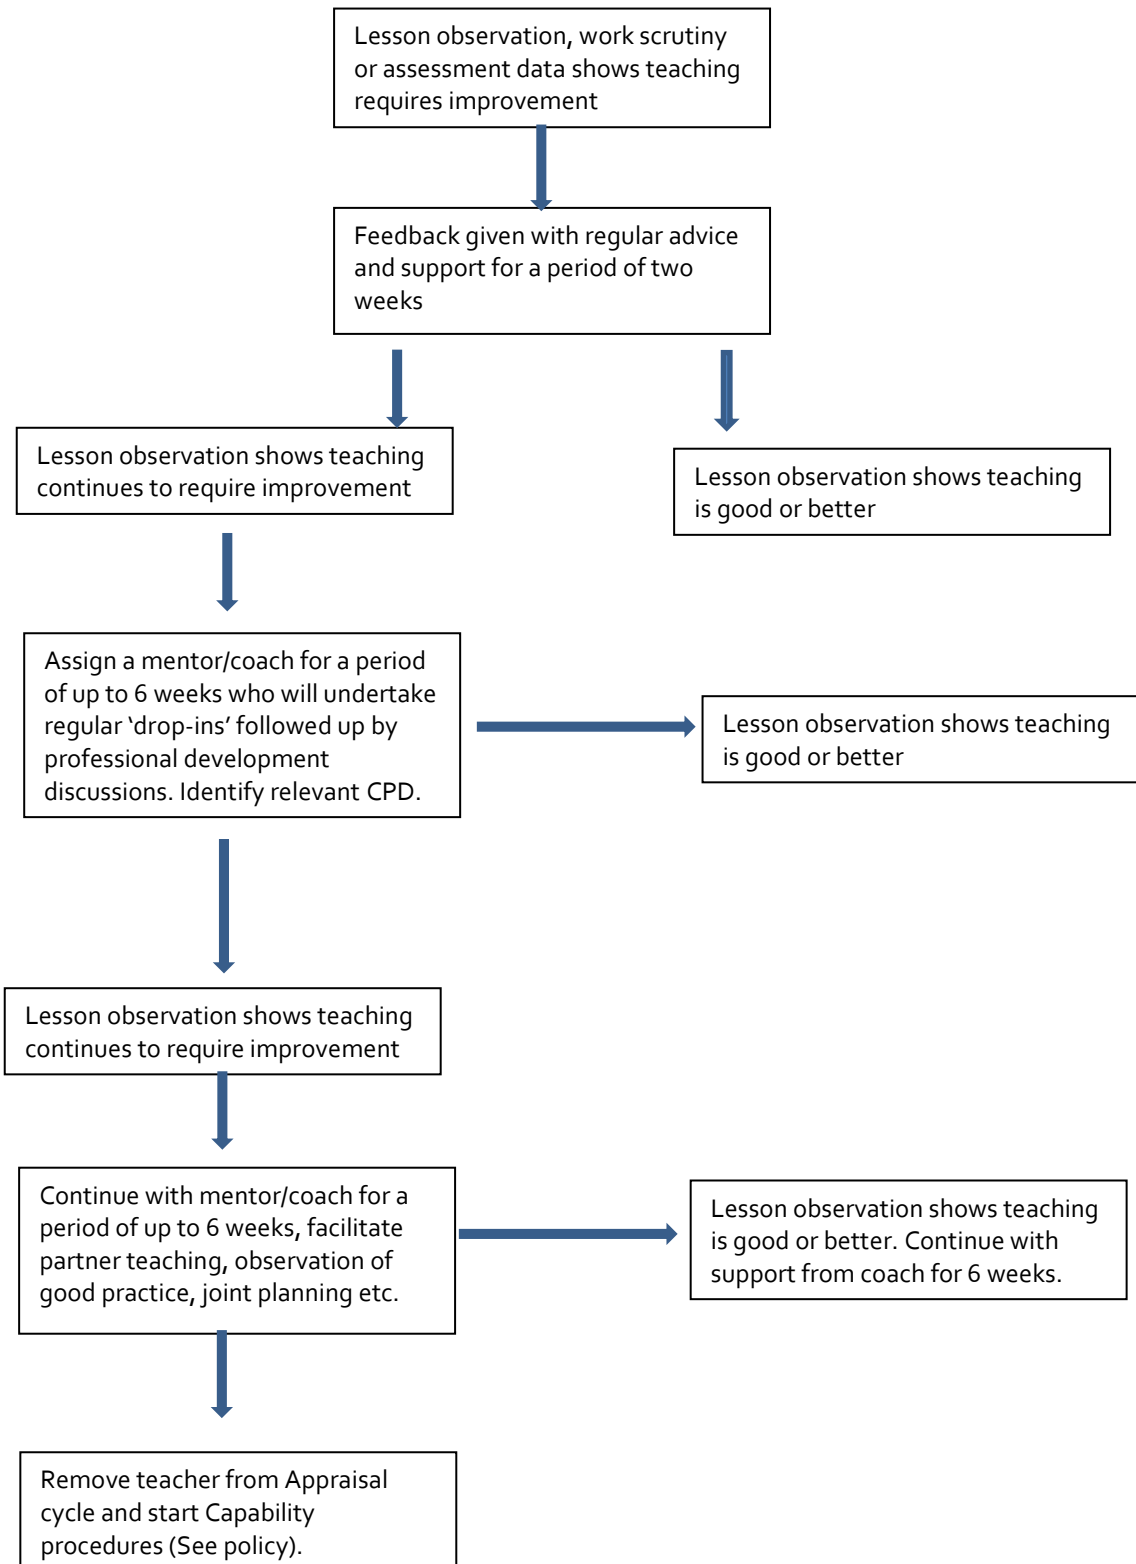 Lesson observation, work scrutiny
or assessment data shows teaching
requires improvement
Feedback given with regular advice
and support for a period of two
weeks
Lesson observation shows teaching
continues to require improvement
Lesson observation shows teaching
is good or better
Assign a mentor/coach for a period
of up to 6 weeks who will undertake
regular ‘drop-ins’ followed up by
professional development
discussions. Identify relevant CPD.
Lesson observation shows teaching
is good or better
Lesson observation shows teaching
continues to require improvement
Continue with mentor/coach for a
period of up to 6 weeks, facilitate
partner teaching, observation of
good practice, joint planning etc.
Lesson observation shows teaching
is good or better. Continue with
support from coach for 6 weeks.
Remove teacher from Appraisal
cycle and start Capability
procedures (See policy).